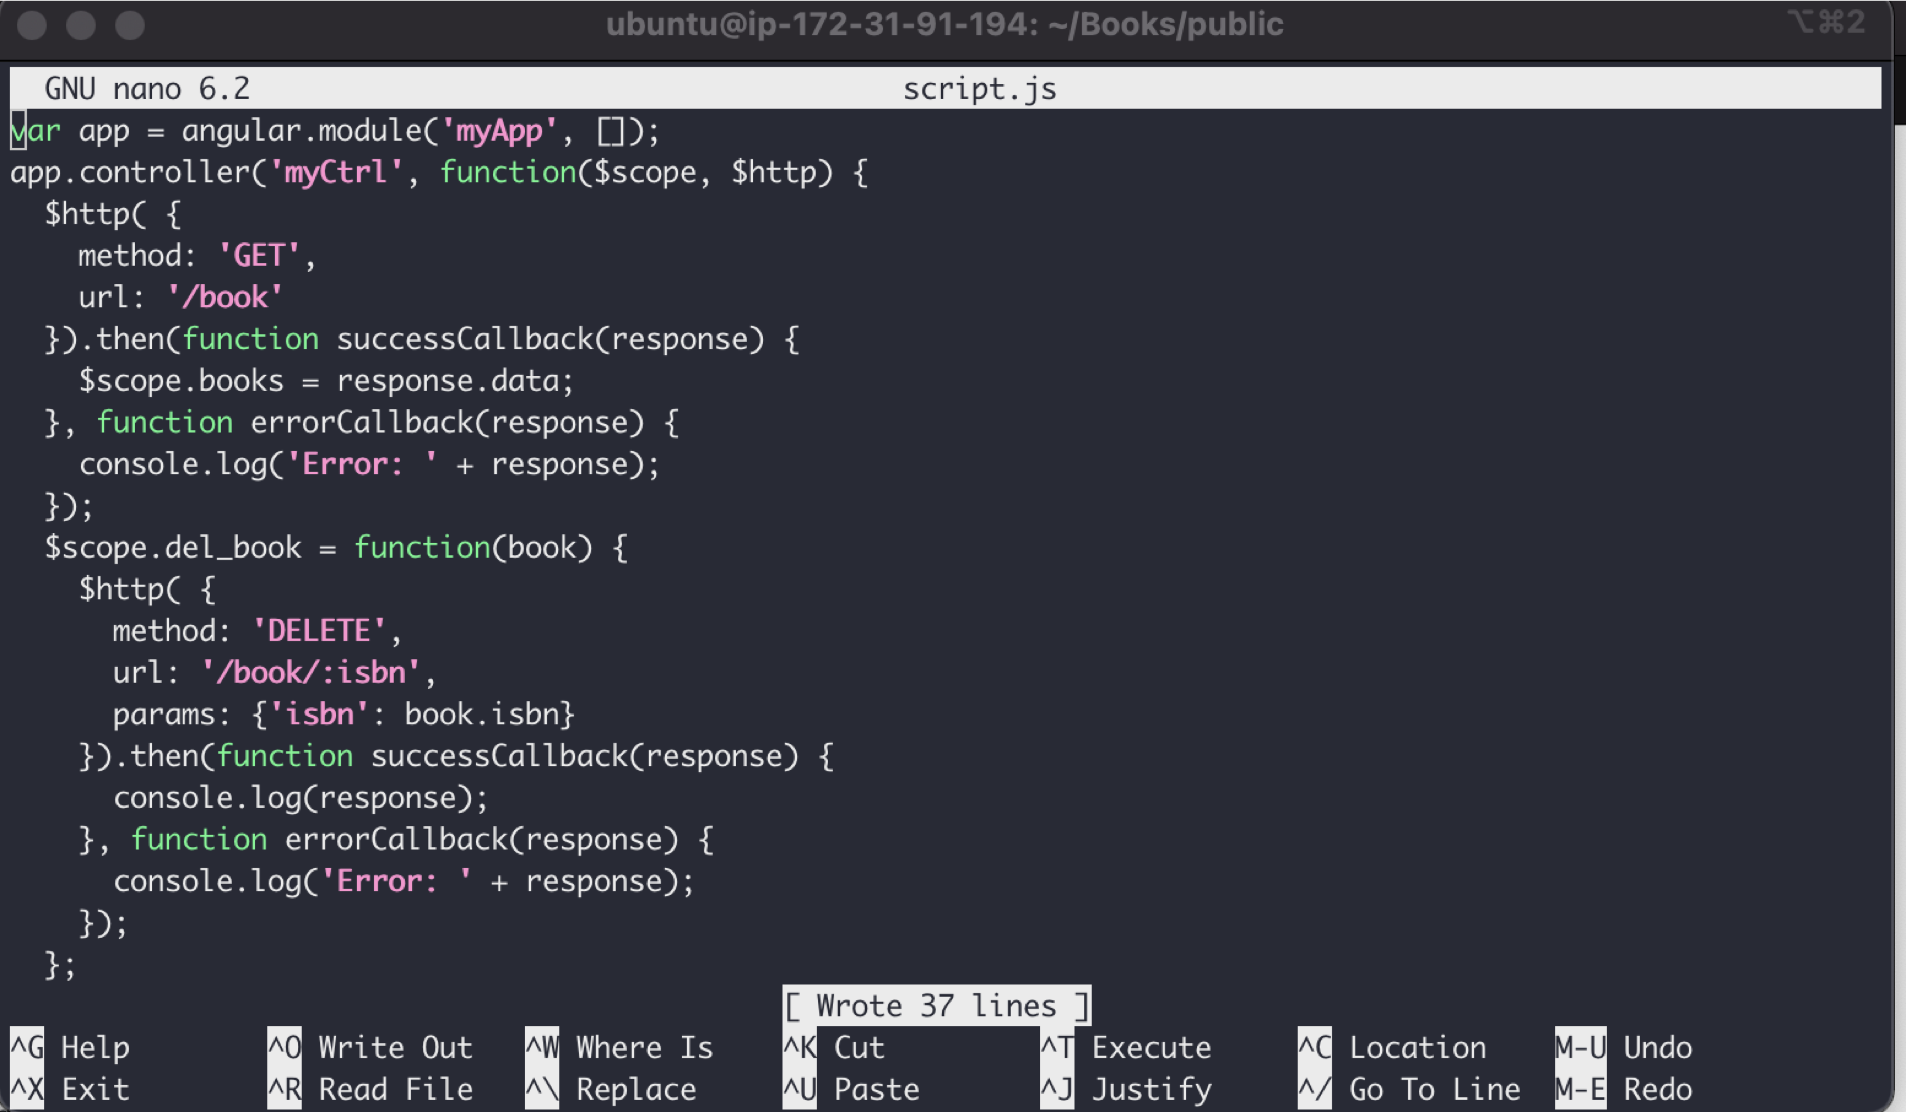 ubuntu@ip-172-31-91-194: ~/Books/public ⌥⌘2
GNU nano 6.2 script.js
var app = angular.module('myApp', []);
app.controller('myCtrl', function($scope, $http) {
  $http( {
    method: 'GET',
    url: '/book'
  }).then(function successCallback(response) {
    $scope.books = response.data;
  }, function errorCallback(response) {
    console.log('Error: ' + response);
  });
  $scope.del_book = function(book) {
    $http( {
      method: 'DELETE',
      url: '/book/:isbn',
      params: {'isbn': book.isbn}
    }).then(function successCallback(response) {
      console.log(response);
    }, function errorCallback(response) {
      console.log('Error: ' + response);
    });
  };
[ Wrote 37 lines ]
^G Help ^O Write Out ^W Where Is ^K Cut ^T Execute ^C Location M-U Undo
^X Exit ^R Read File ^\ Replace ^U Paste ^J Justify ^/ Go To Line M-E Redo